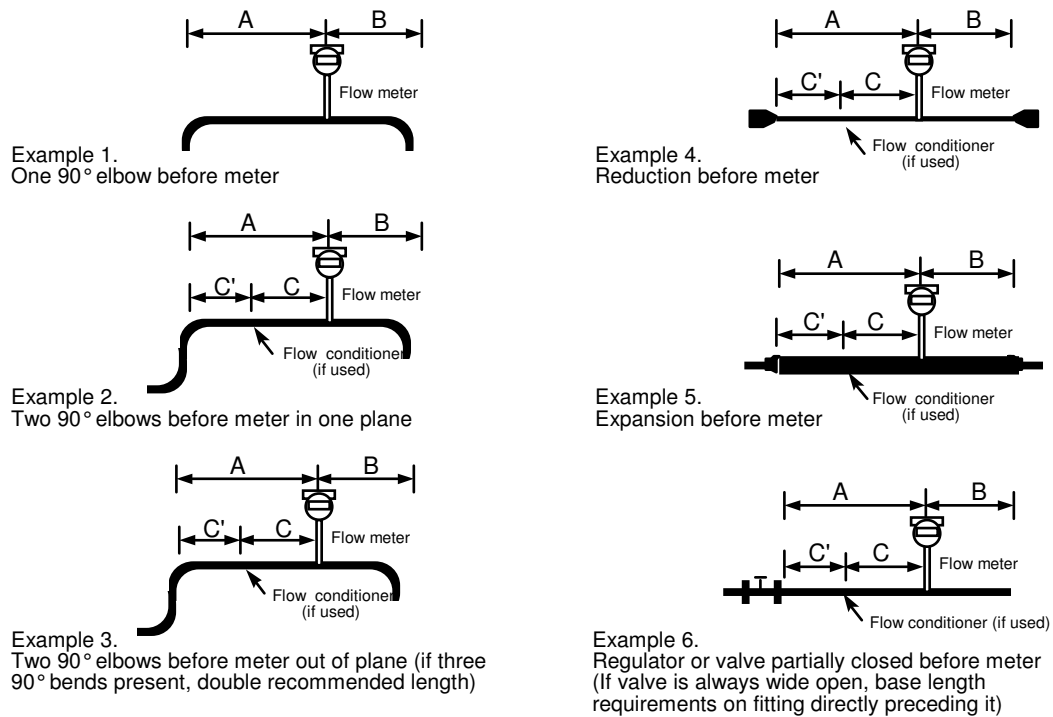 A B
Flow meter
Example 1.
One 90° elbow before meter
A B
C' C Flow meter
Flow conditioner
(if used)
Example 2.
Two 90° elbows before meter in one plane
A B
C' C Flow meter
Flow conditioner
(if used)
Example 3.
Two 90° elbows before meter out of plane (if three
90° bends present, double recommended length)
A B
C' C Flow meter
Flow conditioner
(if used)
Example 4.
Reduction before meter
A B
C' C Flow meter
Flow conditioner
(if used)
Example 5.
Expansion before meter
A B
C' C Flow meter
Flow conditioner (if used)
Example 6.
Regulator or valve partially closed before meter
(If valve is always wide open, base length
requirements on fitting directly preceding it)